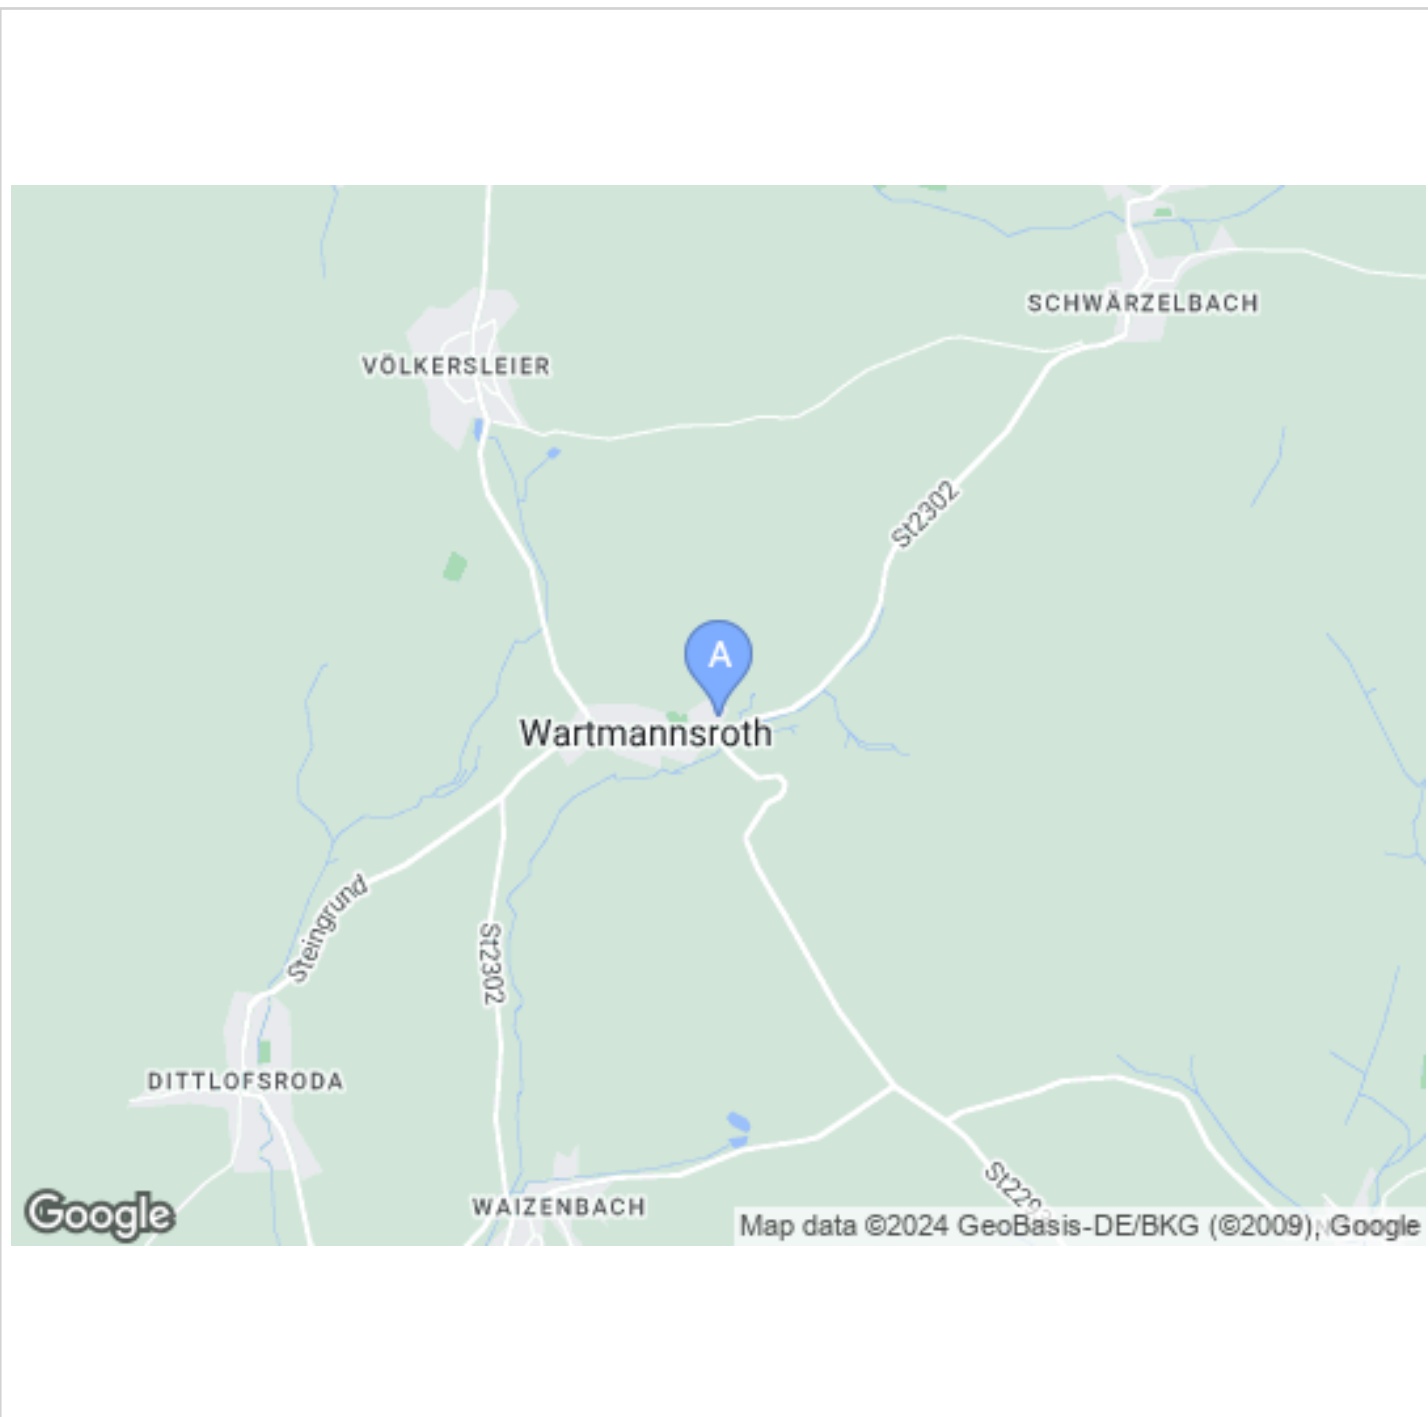 SCHWÄRZELBACH
VÖLKERSLEIER
St2302
A
Wartmannsroth
Steingrund
St2302
DITTLOFSRODA
WAIZENBACH
Google
Map data ©2024 GeoBasis-DE/BKG (©2009), Google